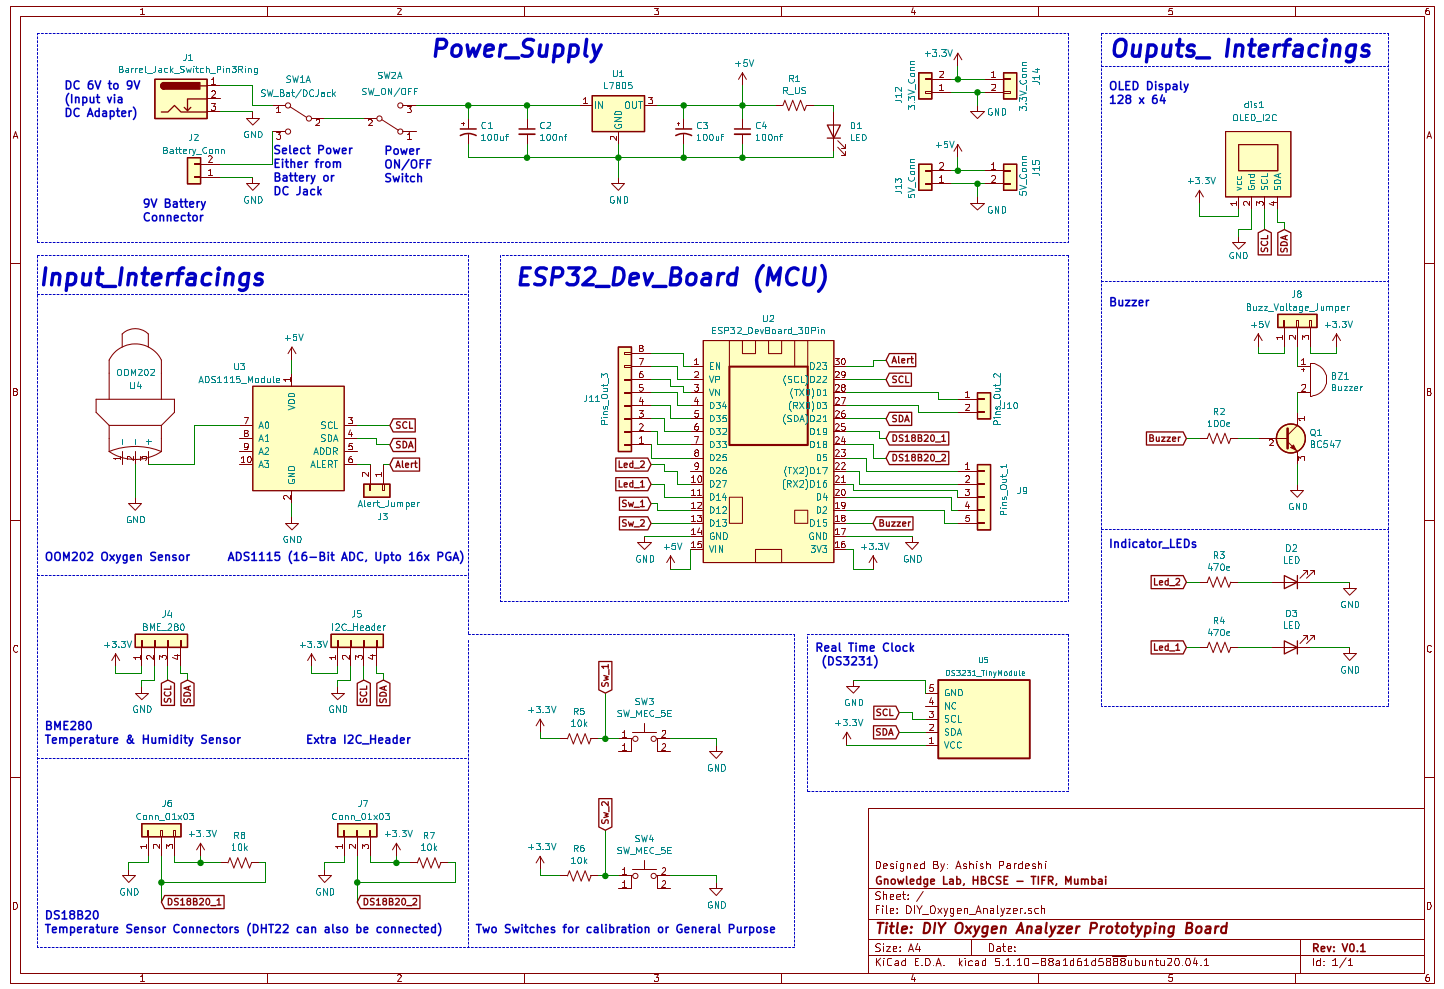 1 2 3 4 5 6
A
B
C
D
Power_Supply
DC 6V to 9V
(Input via
DC Adapter)
J1
Barrel_Jack_Switch_Pin3Ring
1
2
3
GND
J2
Battery_Conn
2
1
GND
9V Battery
Connector
SW1A
SW_Bat/DCJack
1
2
3
Select Power
Either from
Battery or
DC Jack
SW2A
SW_ON/OFF
2
3
1
Power
ON/OFF
Switch
C1
100uf
C2
100nf
U1
L7805
1 IN OUT 3
GND
2
GND
C3
100uf
+5V
C4
100nf
R1
R_US
D1
LED
+3.3V
J12
3.3V_Conn
2
1
1
2
3.3V_Conn
J14
GND
+5V
J13
5V_Conn
2
1
1
2
5V_Conn
J15
GND
Ouputs_ Interfacings
OLED Dispaly
128 x 64
dis1
OLED_I2C
vcc
Gnd
SCL
SDA
1
2
3
4
+3.3V
GND
SCL
SDA
Buzzer
J8
Buzz_Voltage_Jumper
+5V
+3.3V
1
2
3
1
+
2
BZ1
Buzzer
Buzzer
R2
100e
1
2
3
Q1
BC547
GND
Indicator_LEDs
Led_2
R3
470e
D2
LED
GND
Led_1
R4
470e
D3
LED
GND
Input_Interfacings
OOM202
U4
- - +
1 2 3
GND
OOM202 Oxygen Sensor
U3
ADS1115_Module
+5V
1
VDD
7 A0
8 A1
9 A2
10 A3
SCL 3
SDA 4
ADDR 5
ALERT 6
GND
2
GND
SCL
SDA
Alert
2
1
Alert_Jumper
J3
ADS1115 (16-Bit ADC, Upto 16x PGA)
J4
BME_280
+3.3V
1
2
3
4
GND
SCL
SDA
BME280
Temperature & Humidity Sensor
J5
I2C_Header
+3.3V
1
2
3
4
GND
SCL
SDA
Extra I2C_Header
J6
Conn_01x03
1
2
3
+3.3V
R8
10k
GND
DS18B20_1
J7
Conn_01x03
1
2
3
+3.3V
R7
10k
GND
DS18B20_2
DS18B20
Temperature Sensor Connectors (DHT22 can also be connected)
ESP32_Dev_Board (MCU)
U2
ESP32_DevBoard_30Pin
J11
Pins_Out_3
8
7
6
5
4
3
2
1
Led_2
Led_1
Sw_1
Sw_2
1 EN
2 VP
3 VN
4 D34
5 D35
6 D32
7 D33
8 D25
9 D26
10 D27
11 D14
12 D12
13 D13
14 GND
15 VIN
D23 30
(SCL)D22 29
(TX0)D1 28
(RX0)D3 27
(SDA)D21 26
D19 25
D18 24
D5 23
(TX2)D17 22
(RX2)D16 21
D4 20
D2 19
D15 18
GND 17
3V3 16
Alert
SCL
SDA
DS18B20_1
DS18B20_2
Buzzer
GND
+5V
GND
+3.3V
1
2
Pins_Out_2
J10
1
2
3
4
5
J9
Pins_Out_1
Sw_1
+3.3V
R5
10k
SW3
SW_MEC_5E
1 2
1 2
GND
Sw_2
+3.3V
R6
10k
SW4
SW_MEC_5E
1 2
1 2
GND
Two Switches for calibration or General Purpose
Real Time Clock
(DS3231)
U5
DS3231_TinyModule
GND
5 GND
4 NC
3 SCL
2 SDA
1 VCC
SCL
SDA
+3.3V
Designed By: Ashish Pardeshi
Gnowledge Lab, HBCSE - TIFR, Mumbai
Sheet: /
File: DIY_Oxygen_Analyzer.sch
Title: DIY Oxygen Analyzer Prototyping Board
Size: A4 Date: Rev: V0.1
KiCad E.D.A. kicad 5.1.10-88a1d61d5888ubuntu20.04.1 Id: 1/1
A
B
C
D
1 2 3 4 5 6